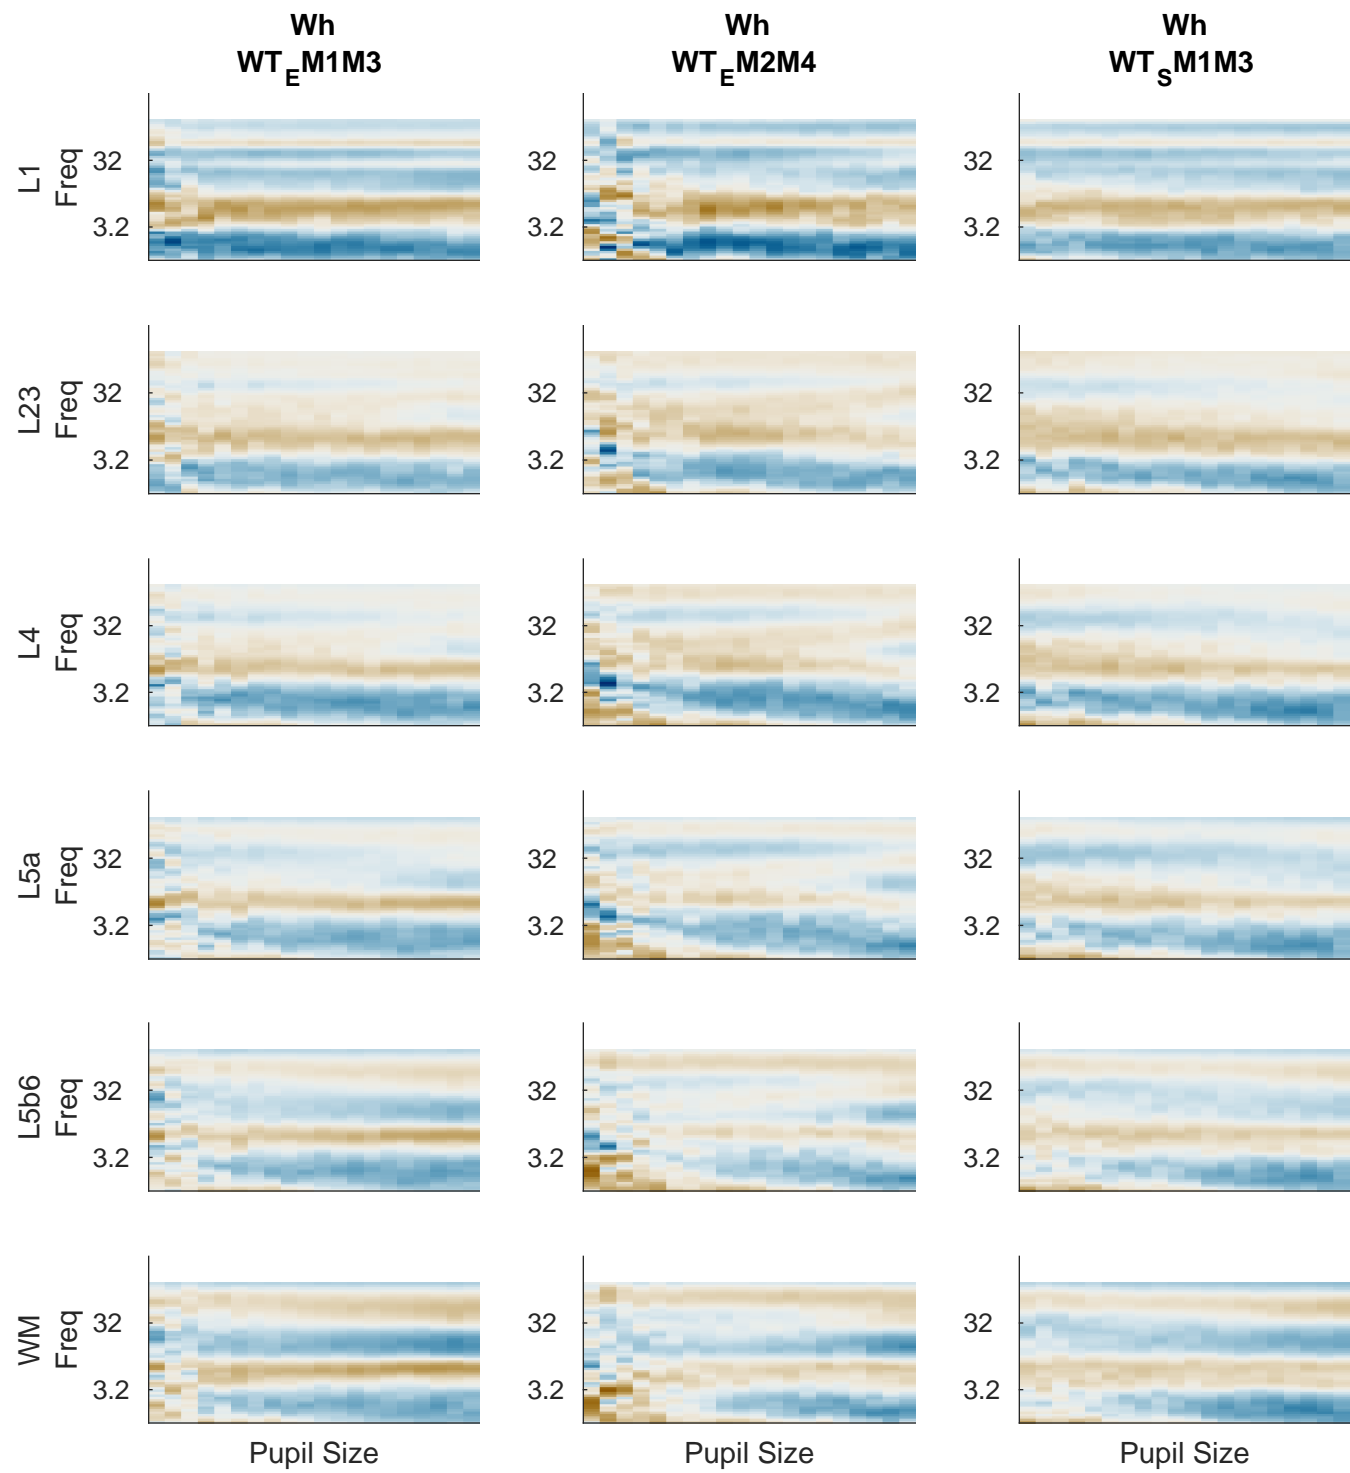 Wh Wh Wh
WT_EM1M3 WT_EM2M4 WT_SM1M3
L1 Freq 32 3.2 32 3.2 32 3.2
L23 Freq 32 3.2 32 3.2 32 3.2
L4 Freq 32 3.2 32 3.2 32 3.2
L5a Freq 32 3.2 32 3.2 32 3.2
L5b6 Freq 32 3.2 32 3.2 32 3.2
WM Freq 32 3.2 32 3.2 32 3.2
Pupil Size Pupil Size Pupil Size